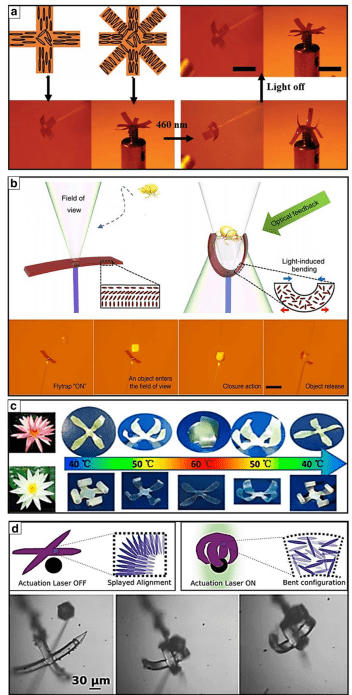 a
460 nm
Light off
b
Field of
view
Optical feedback
Light-induced
bending
Flytrap "ON"
An object enters
the field of view
Closure action
Object release
c
40 ℃ 50 ℃ 60 ℃ 50 ℃ 40 ℃
d
Actuation Laser OFF
Splayed Alignment
Actuation Laser ON
Bent configuration
30 μm